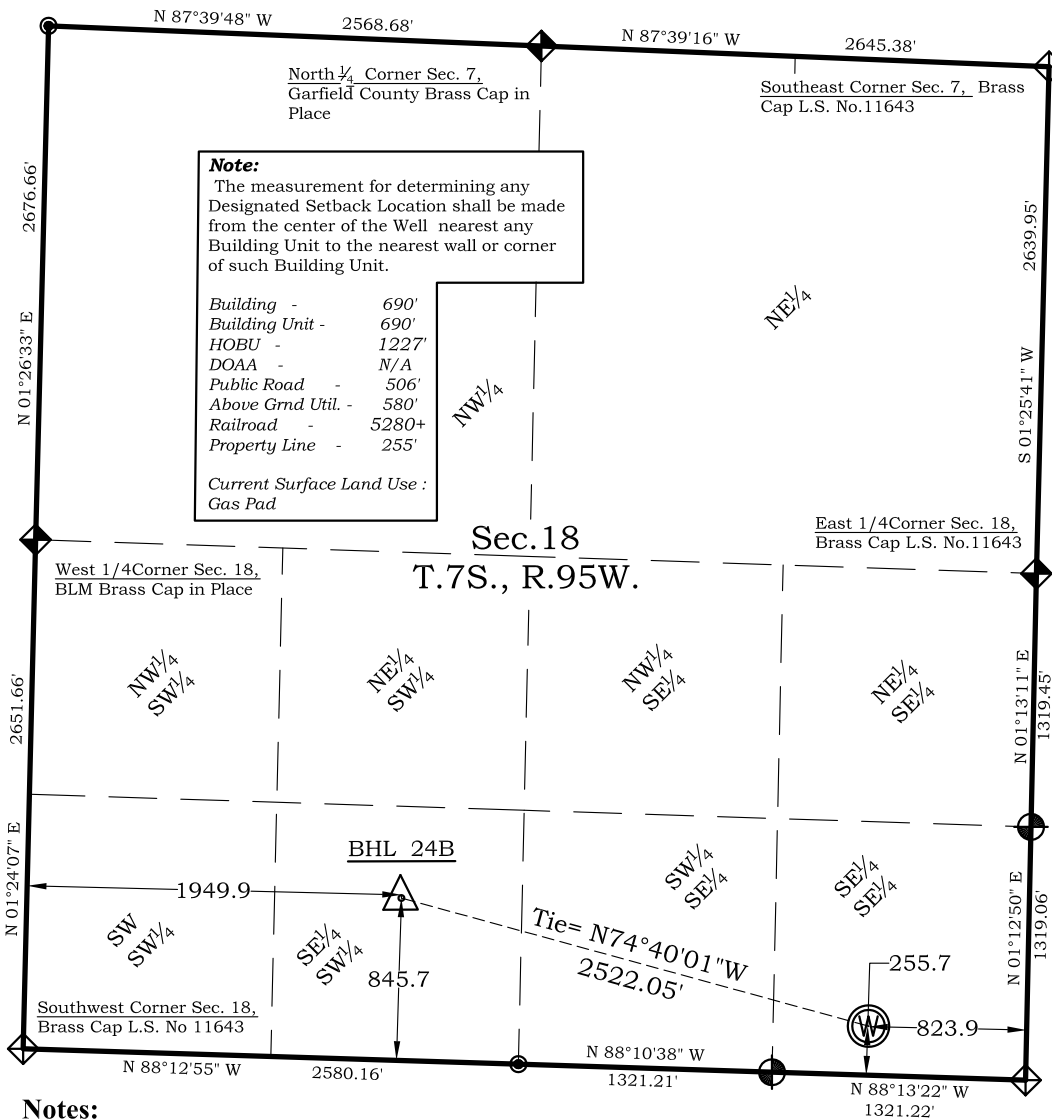 N 87°39'48" W
2568.68'
N 87°39'16" W
2645.38'
North 1/4 Corner Sec. 7,
Garfield County Brass Cap in
Place
Southeast Corner Sec. 7, Brass
Cap L.S. No.11643
Note:
The measurement for determining any
Designated Setback Location shall be made
from the center of the Well nearest any
Building Unit to the nearest wall or corner
of such Building Unit.
Building - 690'
Building Unit - 690'
HOBU - 1227'
DOAA - N/A
Public Road - 506'
Above Grnd Util. - 580'
Railroad - 5280+
Property Line - 255'
Current Surface Land Use :
Gas Pad
2676.66'
N 01°26'33" E
2639.95'
S 01°25'41" W
NE1/4
NW1/4
Sec.18
T.7S., R.95W.
East 1/4Corner Sec. 18,
Brass Cap L.S. No.11643
West 1/4Corner Sec. 18,
BLM Brass Cap in Place
NW1/4
SW1/4
NE1/4
SW1/4
NW1/4
SE1/4
NE1/4
SE1/4
2651.66'
N 01°24'07" E
N 01°13'11" E
1319.45'
BHL 24B
1949.9
845.7
SW
SW1/4
SE1/4
SW1/4
SW1/4
SE1/4
SE1/4
SE1/4
Tie= N74°40'01"W
2522.05'
255.7
W
823.9
N 01°12'50" E
1319.06'
Southwest Corner Sec. 18,
Brass Cap L.S. No 11643
N 88°12'55" W
2580.16'
N 88°10'38" W
1321.21'
N 88°13'22" W
1321.22'
Notes: